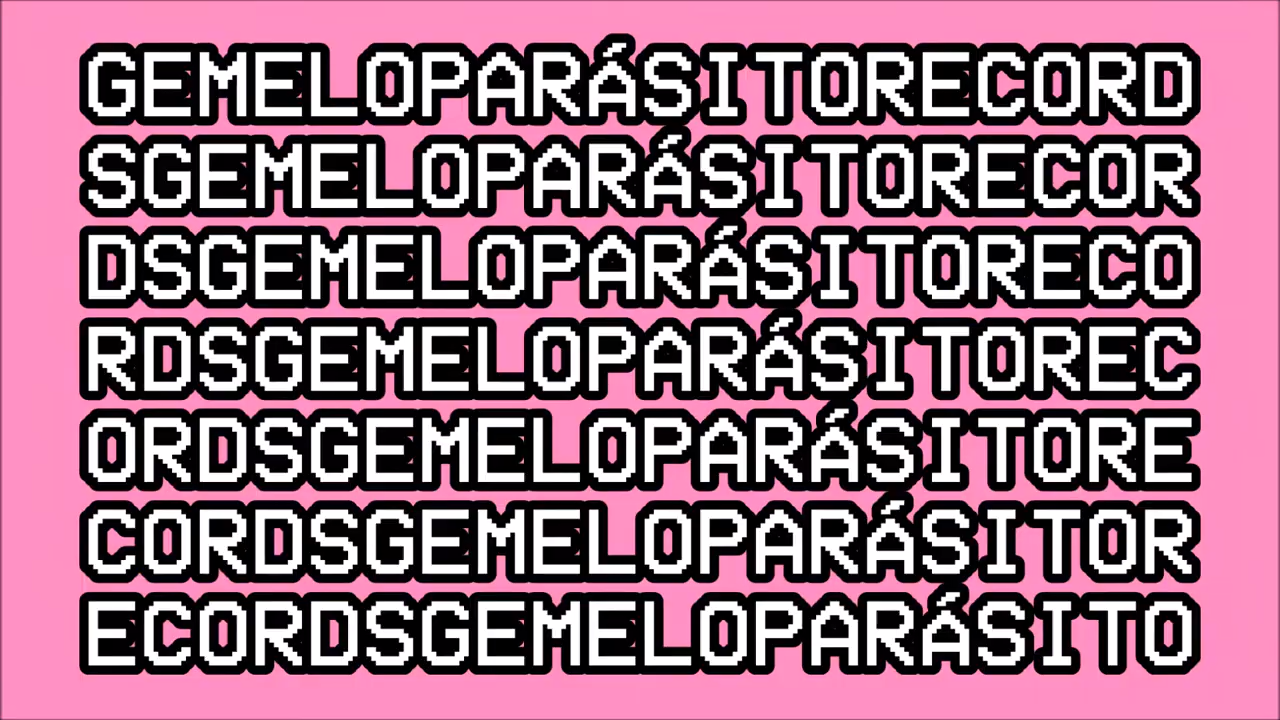 GEMELOPARÁSITORECORD
SGEMELOPARÁSITORECOR
DSGEMELOPARÁSITORECO
RDSGEMELOPARÁSITOREC
ORDSGEMELOPARÁSITORE
CORDSGEMELOPARÁSITOR
ECORDSGEMELOPARÁSITO